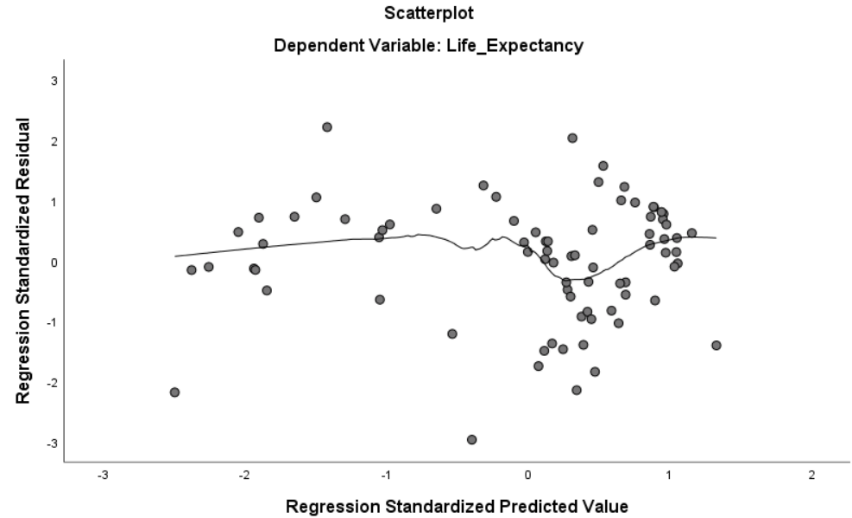 Scatterplot
Dependent Variable: Life_Expectancy
Regression Standardized Residual
3
2
1
0
-1
-2
-3
-3 -2 -1 0 1 2
Regression Standardized Predicted Value